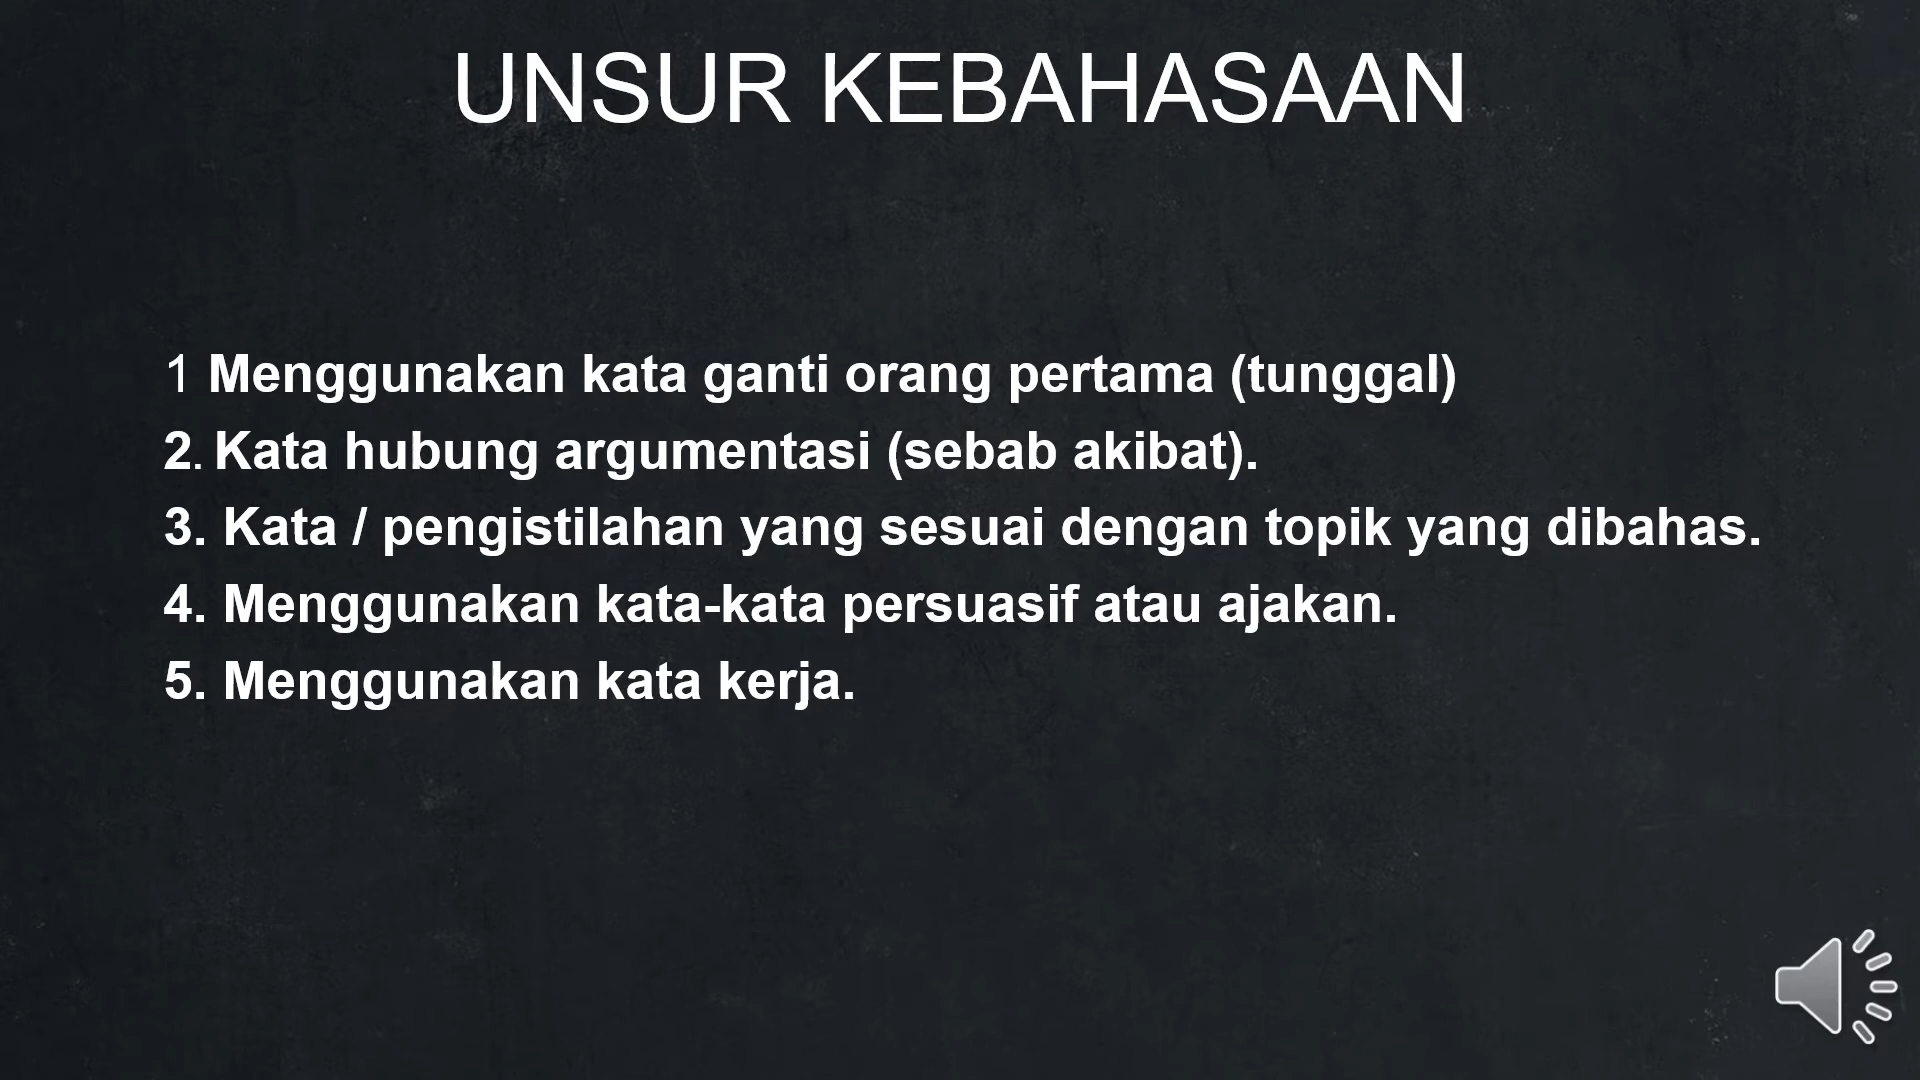 UNSUR KEBAHASAAN
1 Menggunakan kata ganti orang pertama (tunggal)
2. Kata hubung argumentasi (sebab akibat).
3. Kata / pengistilahan yang sesuai dengan topik yang dibahas.
4. Menggunakan kata-kata persuasif atau ajakan.
5. Menggunakan kata kerja.